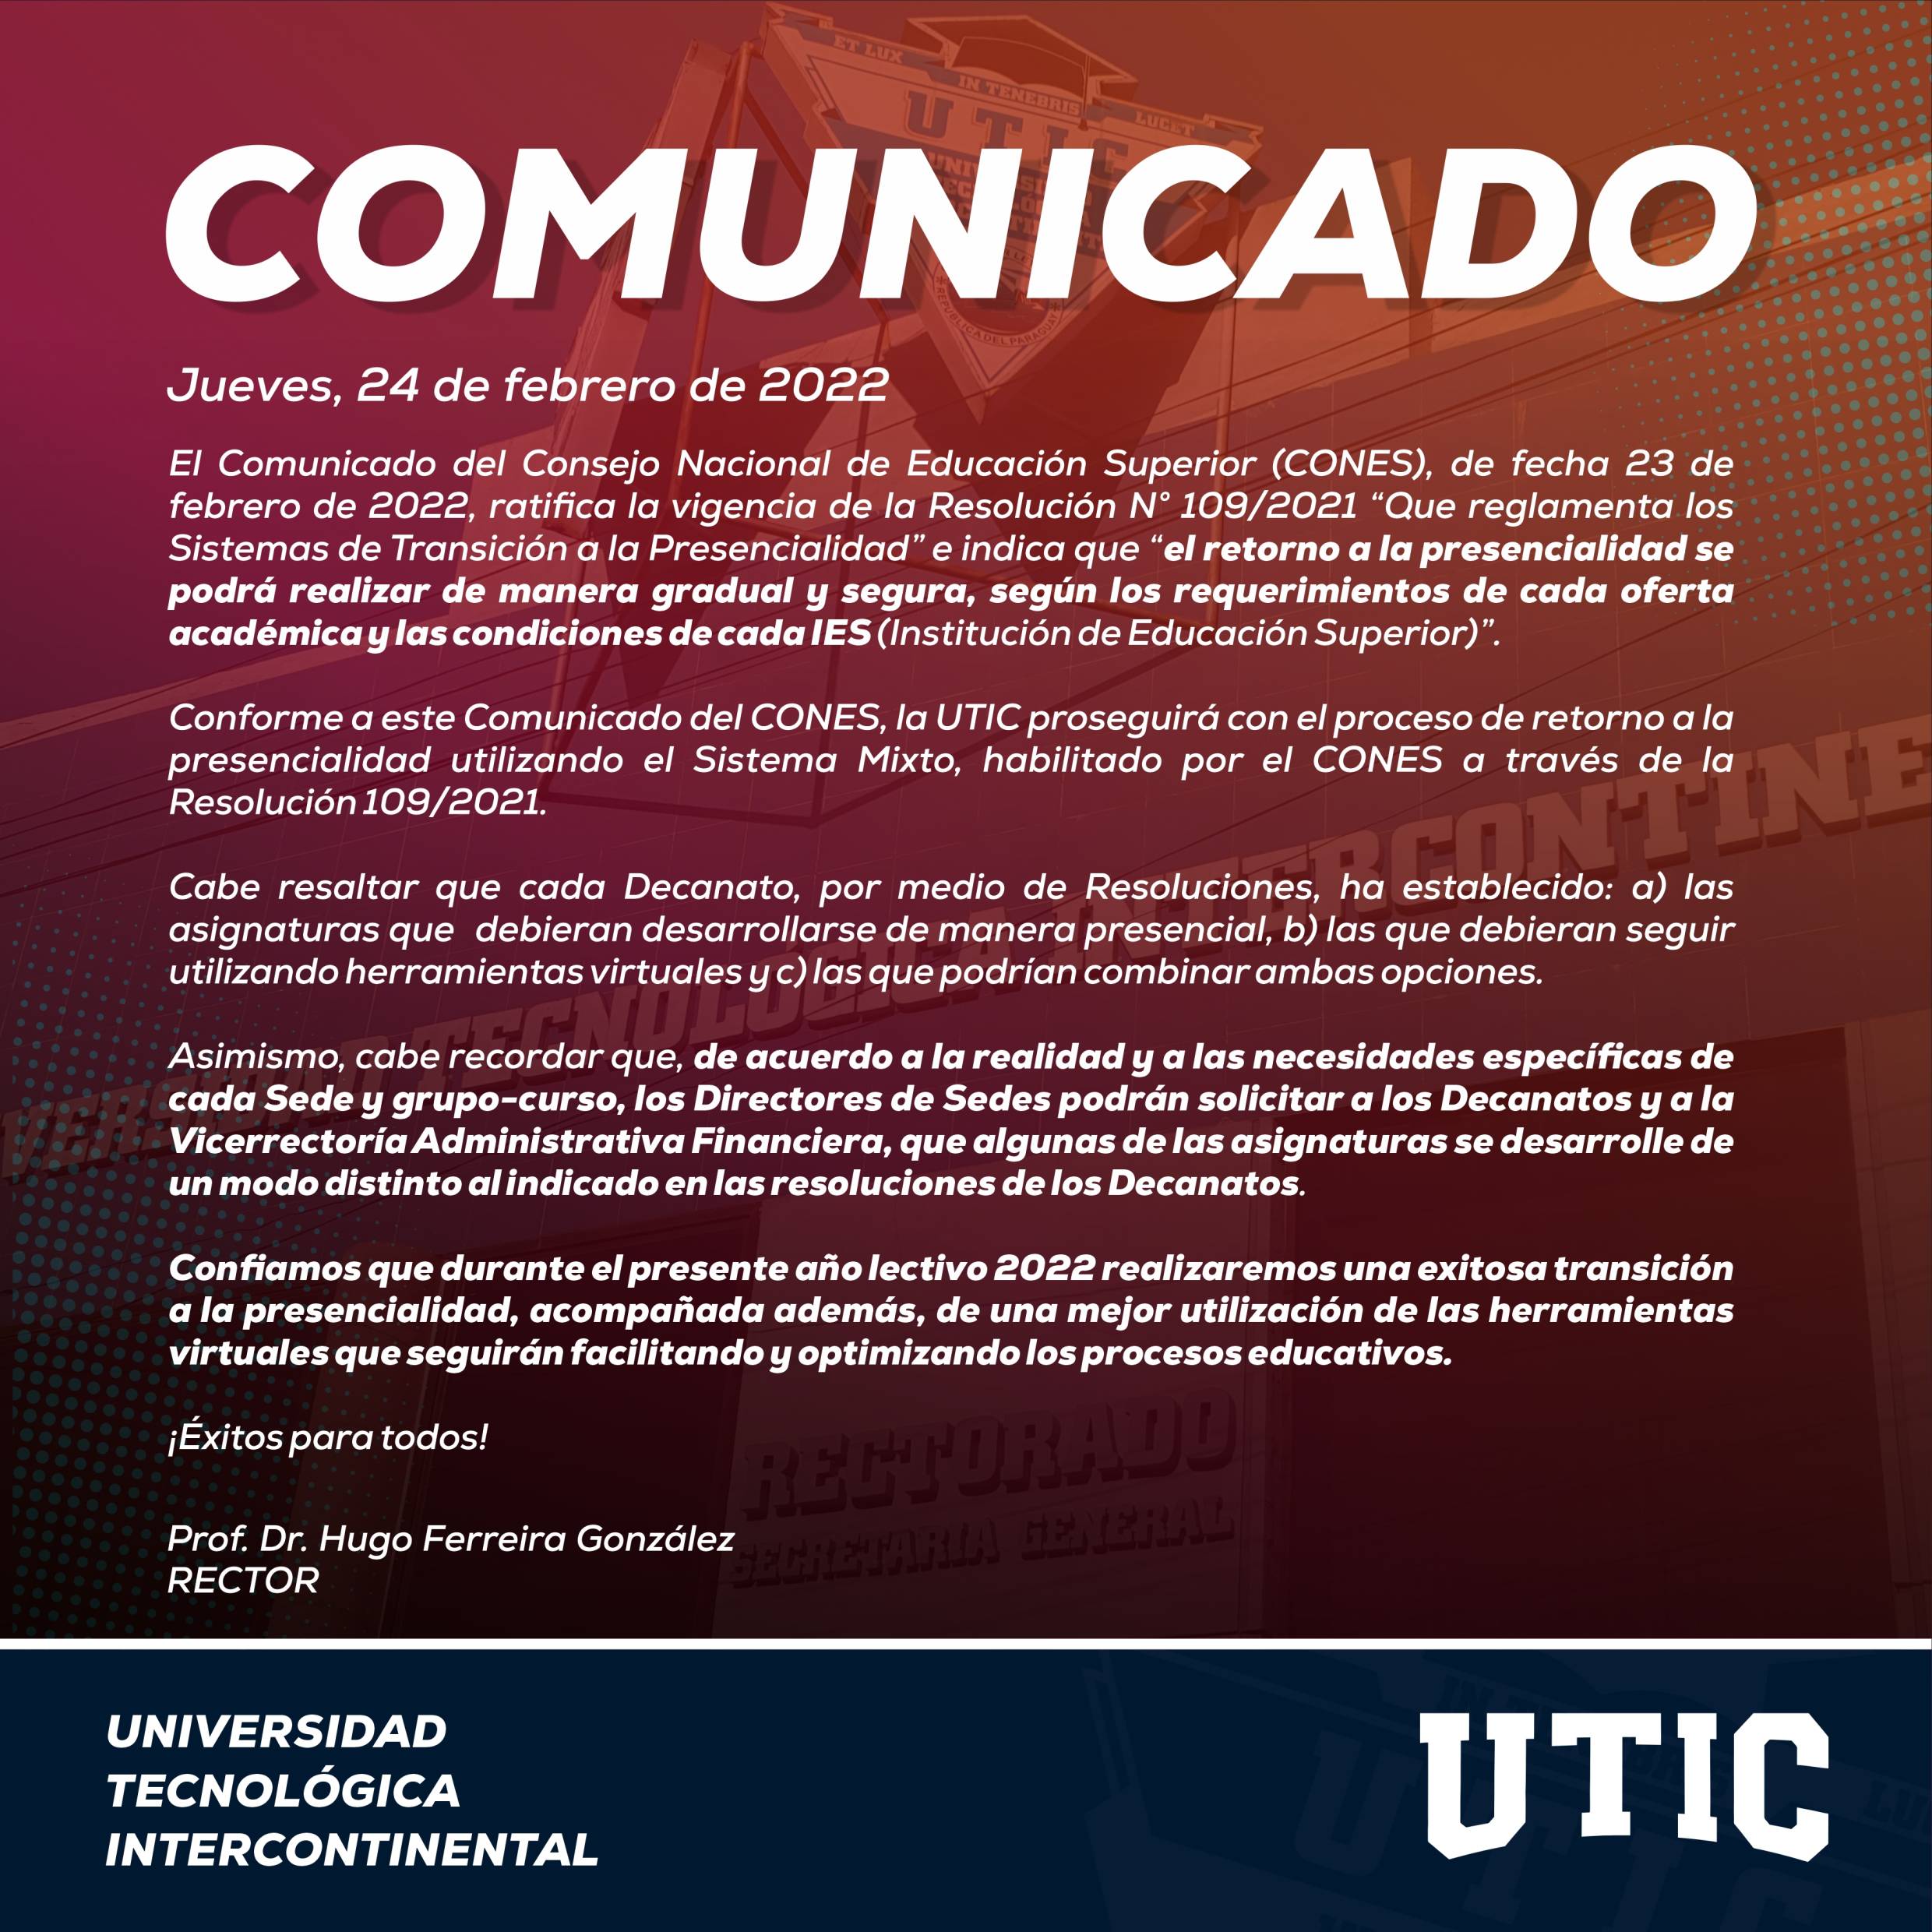 ET LUX
IN TENEBRIS
LUCET
COMUNICADO
Jueves, 24 de febrero de 2022
El Comunicado del Consejo Nacional de Educación Superior (CONES), de fecha 23 de
febrero de 2022, ratifica la vigencia de la Resolución N° 109/2021 “Que reglamenta los
Sistemas de Transición a la Presencialidad” e indica que “el retorno a la presencialidad se
podrá realizar de manera gradual y segura, según los requerimientos de cada oferta
académica y las condiciones de cada IES (Institución de Educación Superior)”.
Conforme a este Comunicado del CONES, la UTIC proseguirá con el proceso de retorno a la
presencialidad utilizando el Sistema Mixto, habilitado por el CONES a través de la
Resolución 109/2021.
Cabe resaltar que cada Decanato, por medio de Resoluciones, ha establecido: a) las
asignaturas que debieran desarrollarse de manera presencial, b) las que debieran seguir
utilizando herramientas virtuales y c) las que podrían combinar ambas opciones.
Asimismo, cabe recordar que, de acuerdo a la realidad y a las necesidades específicas de
cada Sede y grupo-curso, los Directores de Sedes podrán solicitar a los Decanatos y a la
Vicerrectoría Administrativa Financiera, que algunas de las asignaturas se desarrolle de
un modo distinto al indicado en las resoluciones de los Decanatos.
Confiamos que durante el presente año lectivo 2022 realizaremos una exitosa transición
a la presencialidad, acompañada además, de una mejor utilización de las herramientas
virtuales que seguirán facilitando y optimizando los procesos educativos.
¡Éxitos para todos!
RECTORADO
SECRETARIA GENERAL
Prof. Dr. Hugo Ferreira González
RECTOR
UNIVERSIDAD
TECNOLÓGICA
INTERCONTINENTAL
UTIC